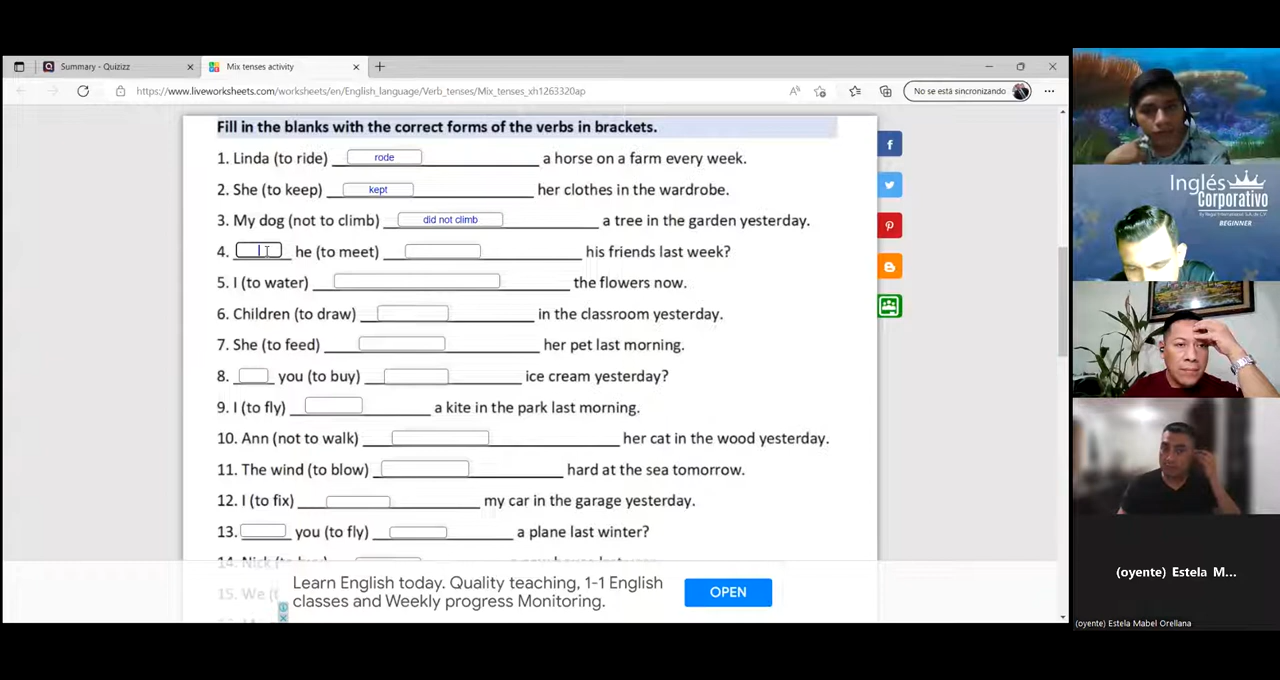 Summary - Quizizz
Mix tenses activity
https://www.liveworksheets.com/worksheets/en/English_language/Verb_tenses/Mix_tenses_xh1263320ap
No se está sincronizando
Fill in the blanks with the correct forms of the verbs in brackets.
1. Linda (to ride) rode a horse on a farm every week.
2. She (to keep) kept her clothes in the wardrobe.
3. My dog (not to climb) did not climb a tree in the garden yesterday.
4. he (to meet) his friends last week?
5. I (to water) the flowers now.
6. Children (to draw) in the classroom yesterday.
7. She (to feed) her pet last morning.
8. you (to buy) ice cream yesterday?
9. I (to fly) a kite in the park last morning.
10. Ann (not to walk) her cat in the wood yesterday.
11. The wind (to blow) hard at the sea tomorrow.
12. I (to fix) my car in the garage yesterday.
13. you (to fly) a plane last winter?
14. Nick
15. We
Learn English today. Quality teaching, 1-1 English
classes and Weekly progress Monitoring.
OPEN
Inglés
Corporativo
BEGINNER
(oyente) Estela M...
(oyente) Estela Mabel Orellana